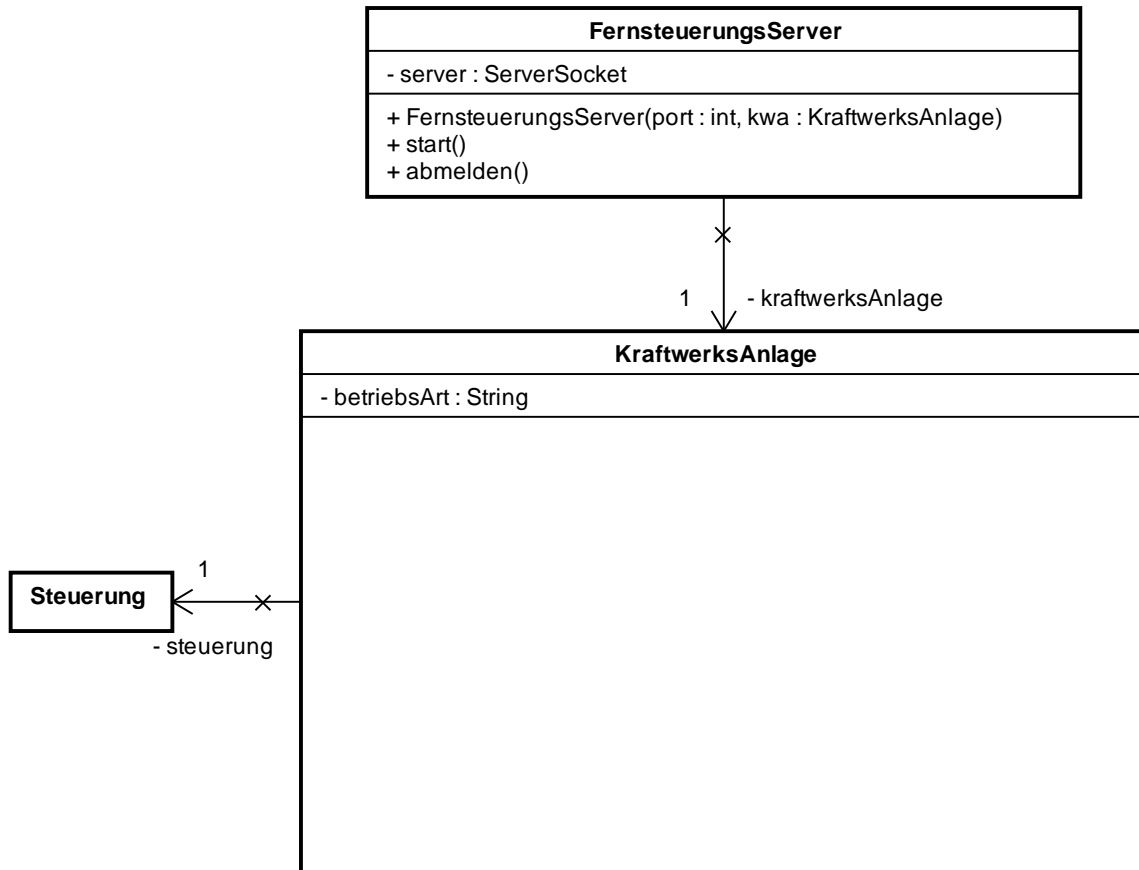 FernsteuerungsServer
- server : ServerSocket
+ FernsteuerungsServer(port : int, kwa : KraftwerksAnlage)
+ start()
+ abmelden()
1
- kraftwerksAnlage
KraftwerksAnlage
- betriebsArt : String
1
Steuerung
- steuerung